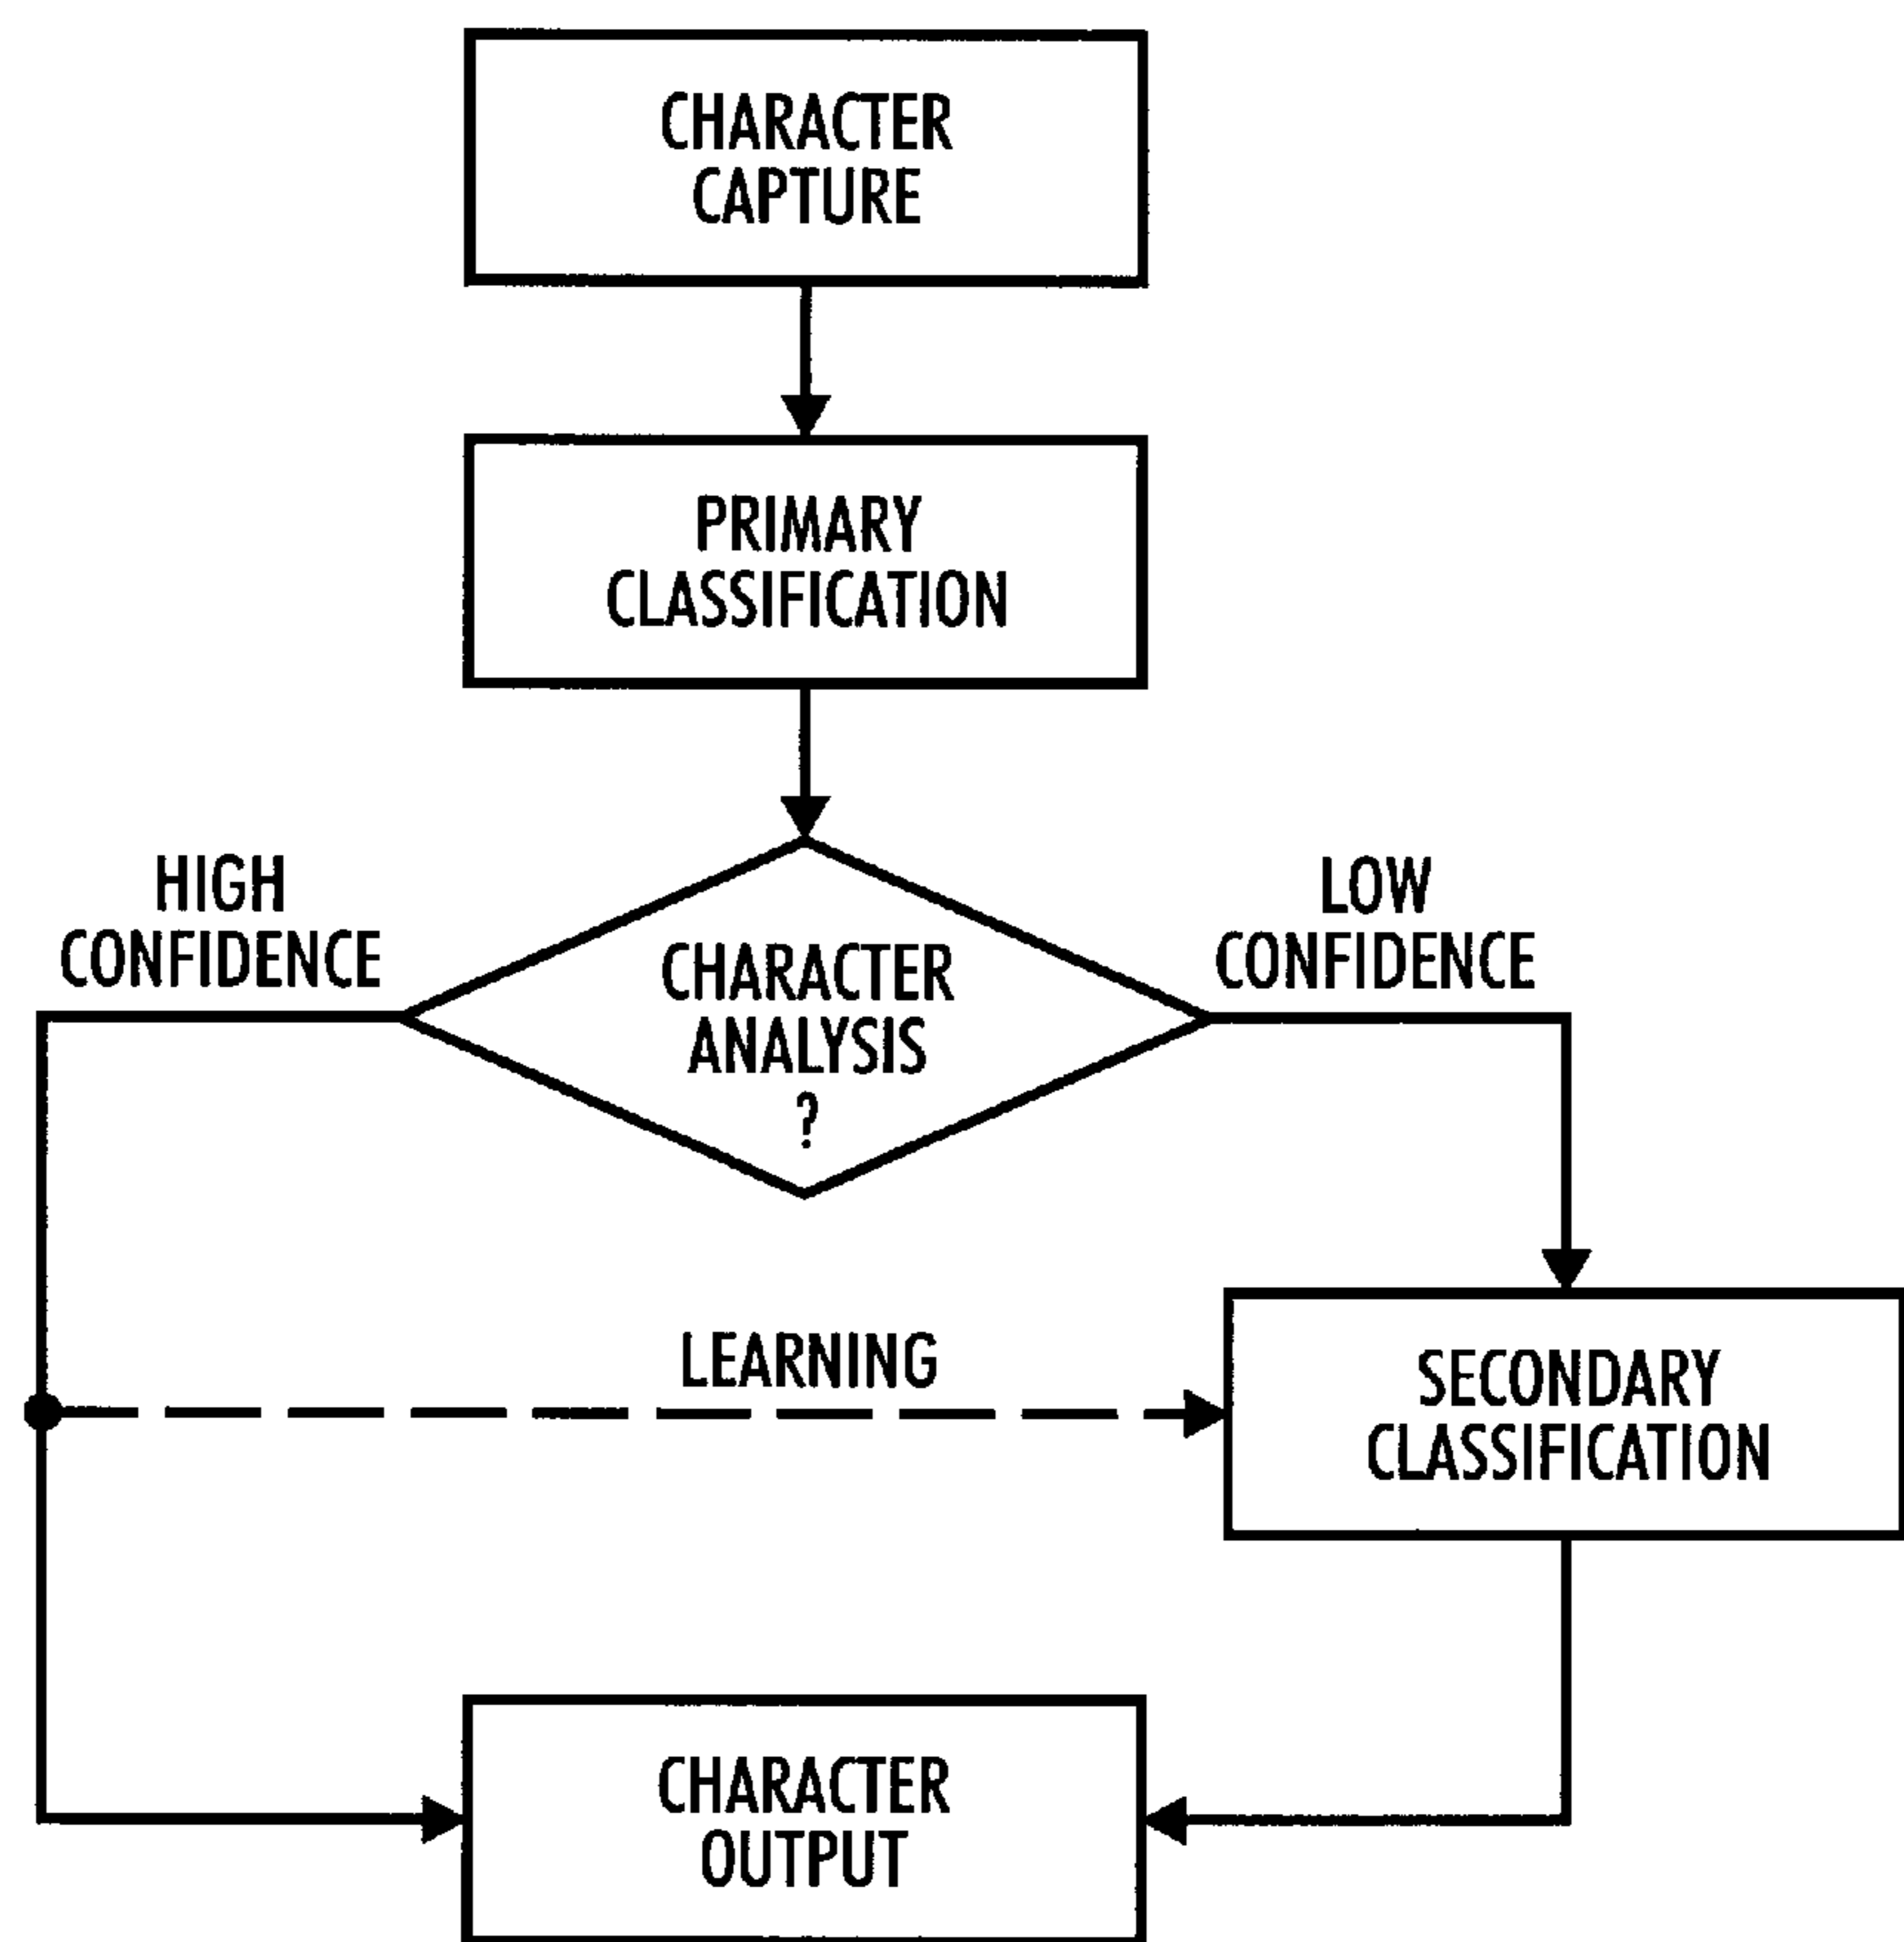 CHARACTER
CAPTURE
PRIMARY
CLASSIFICATION
HIGH
CONFIDENCE
CHARACTER
ANALYSIS
?
LOW
CONFIDENCE
LEARNING
SECONDARY
CLASSIFICATION
CHARACTER
OUTPUT